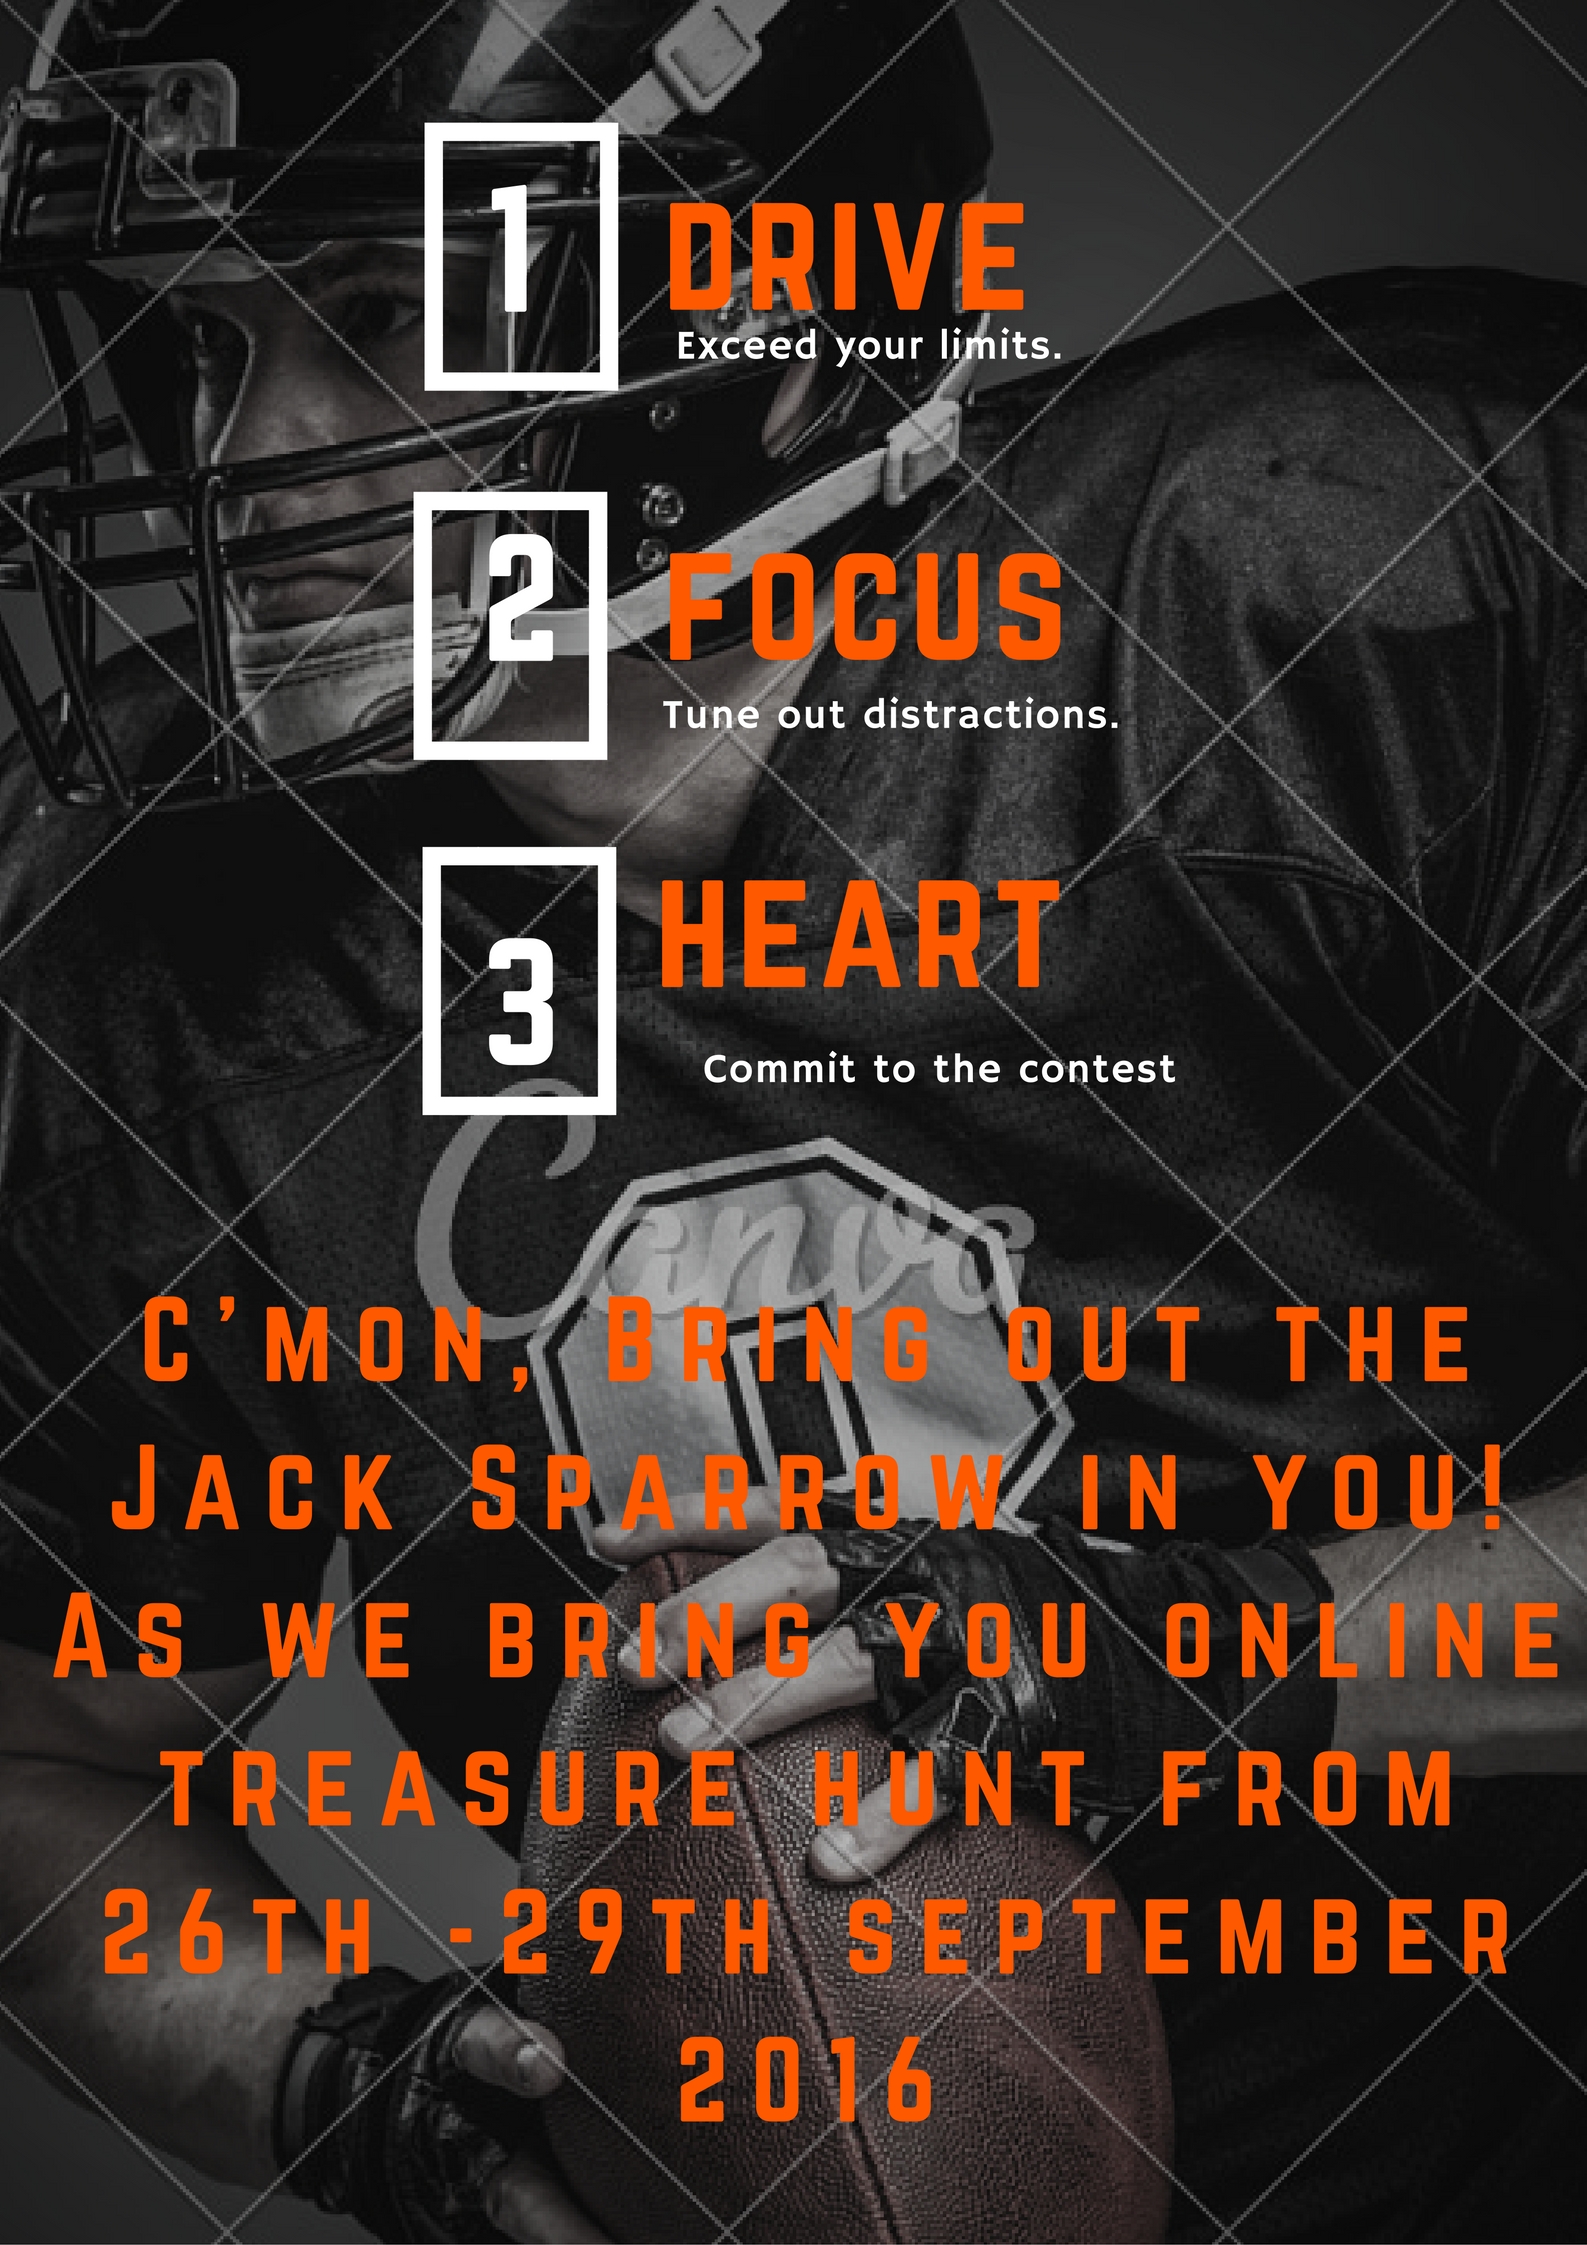 1
DRIVE
Exceed your limits.
2
FOCUS
Tune out distractions.
3
HEART
Commit to the contest
Canva
C'mon, Bring out the
Jack Sparrow in you!
As we bring you online
treasure hunt from
26th -29th september
2016